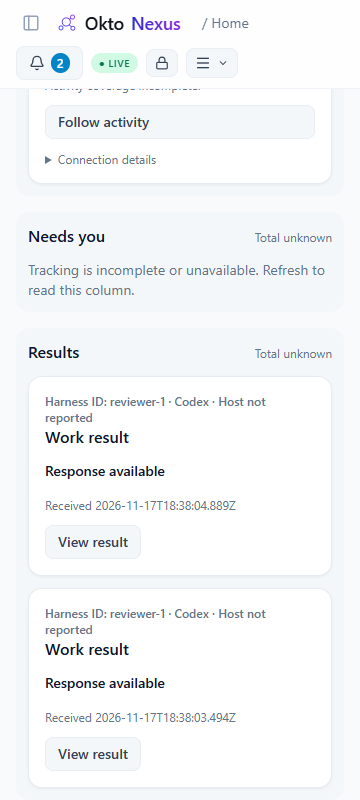 Okto Nexus / Home
2 LIVE
Activity coverage incomplete.
Follow activity
Connection details
Needs you Total unknown
Tracking is incomplete or unavailable. Refresh to
read this column.
Results Total unknown
Harness ID: reviewer-1 · Codex · Host not
reported
Work result
Response available
Received 2026-11-17T18:38:04.889Z
View result
Harness ID: reviewer-1 · Codex · Host not
reported
Work result
Response available
Received 2026-11-17T18:38:03.494Z
View result